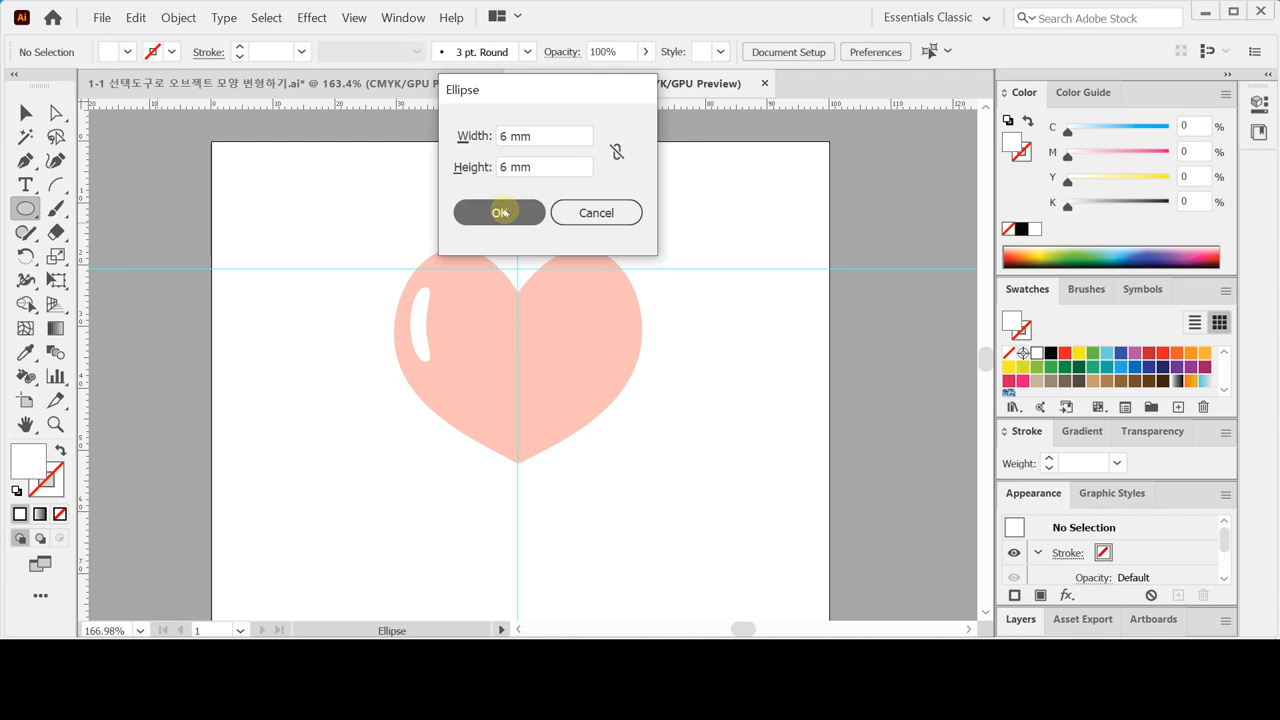 Ai File Edit Object Type Select Effect View Window Help Essentials Classic Search Adobe Stock
No Selection Stroke: 3 pt. Round Opacity: 100% Style: Document Setup Preferences
1-1 선택도구로 오브젝트 모양 변형하기.ai* @ 163.4% (CMYK/GPU P K/GPU Preview)
Ellipse
Width: 6 mm
Height: 6 mm
OK Cancel
Color Color Guide
C 0 %
M 0 %
Y 0 %
K 0 %
Swatches Brushes Symbols
Stroke Gradient Transparency
Weight:
Appearance Graphic Styles
No Selection
Stroke:
Opacity: Default
fx
Layers Asset Export Artboards
166.98% 1 Ellipse